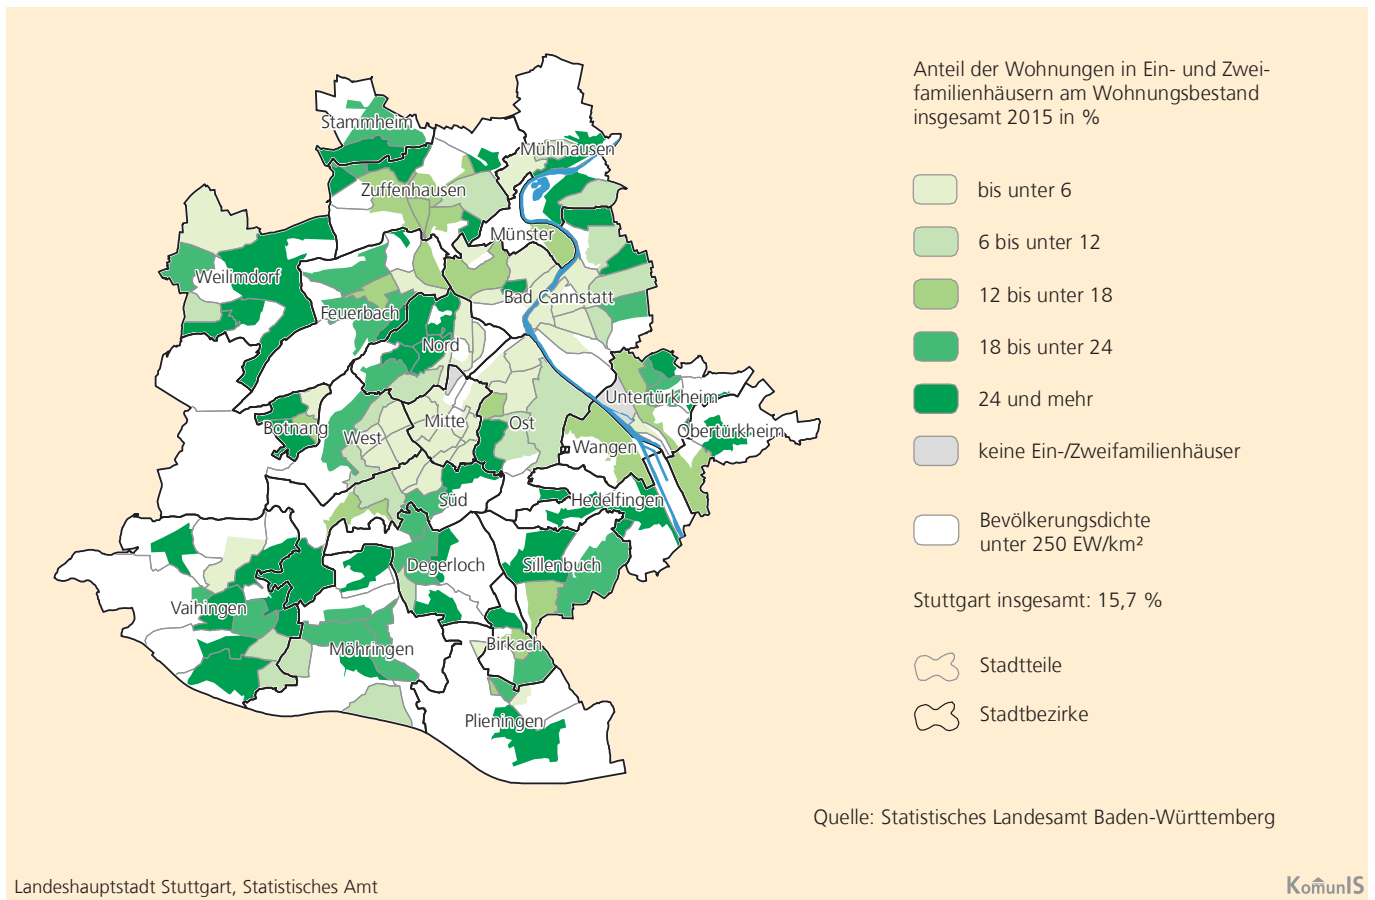 Anteil der Wohnungen in Ein- und Zwei-
familienhäusern am Wohnungsbestand
insgesamt 2015 in %
bis unter 6
6 bis unter 12
12 bis unter 18
18 bis unter 24
24 und mehr
keine Ein-/Zweifamilienhäuser
Bevölkerungsdichte
unter 250 EW/km²
Stuttgart insgesamt: 15,7 %
Stadtteile
Stadtbezirke
Stammheim
Mühlhausen
Zuffenhausen
Münster
Weilimdorf
Bad Cannstatt
Feuerbach
Nord
Untertürkheim
Mitte
Ost
Botnang
West
Obertürkheim
Wangen
Süd
Hedelfingen
Degerloch
Sillenbuch
Vaihingen
Möhringen
Birkach
Plieningen
Quelle: Statistisches Landesamt Baden-Württemberg
Landeshauptstadt Stuttgart, Statistisches Amt
KomunIS